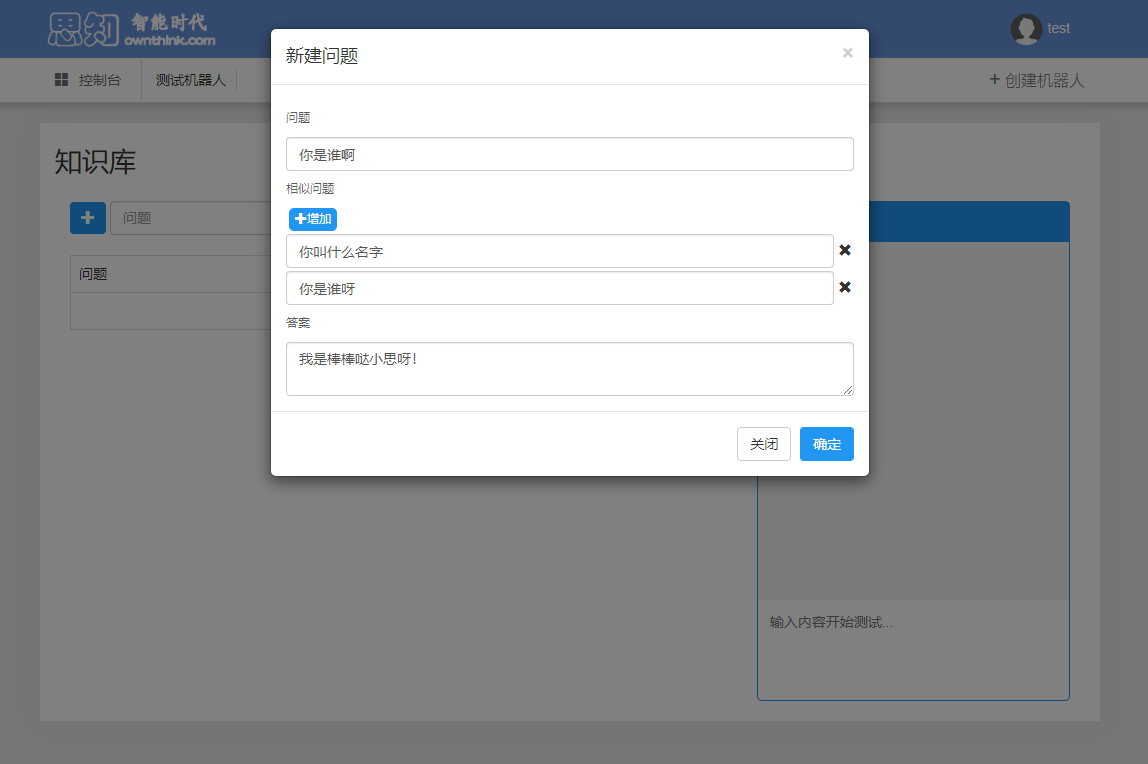 思知 智能时代
ownthink.com
test
控制台
测试机器人
+ 创建机器人
新建问题
×
问题
你是谁啊
相似问题
增加
你叫什么名字
你是谁呀
答案
我是棒棒哒小思呀！
关闭
确定
知识库
问题
问题
输入内容开始测试...